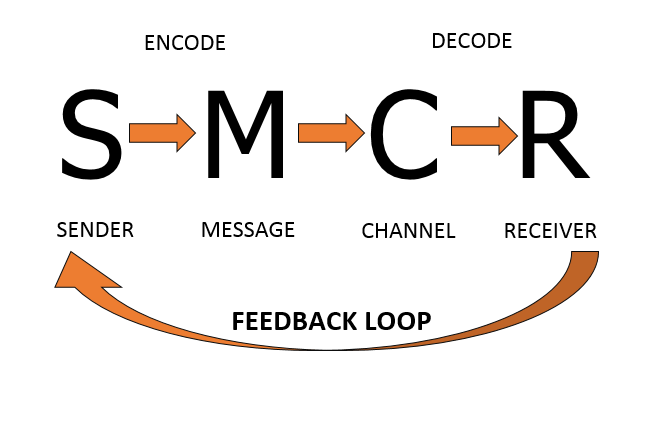 ENCODE DECODE
S M C R
SENDER MESSAGE CHANNEL RECEIVER
FEEDBACK LOOP